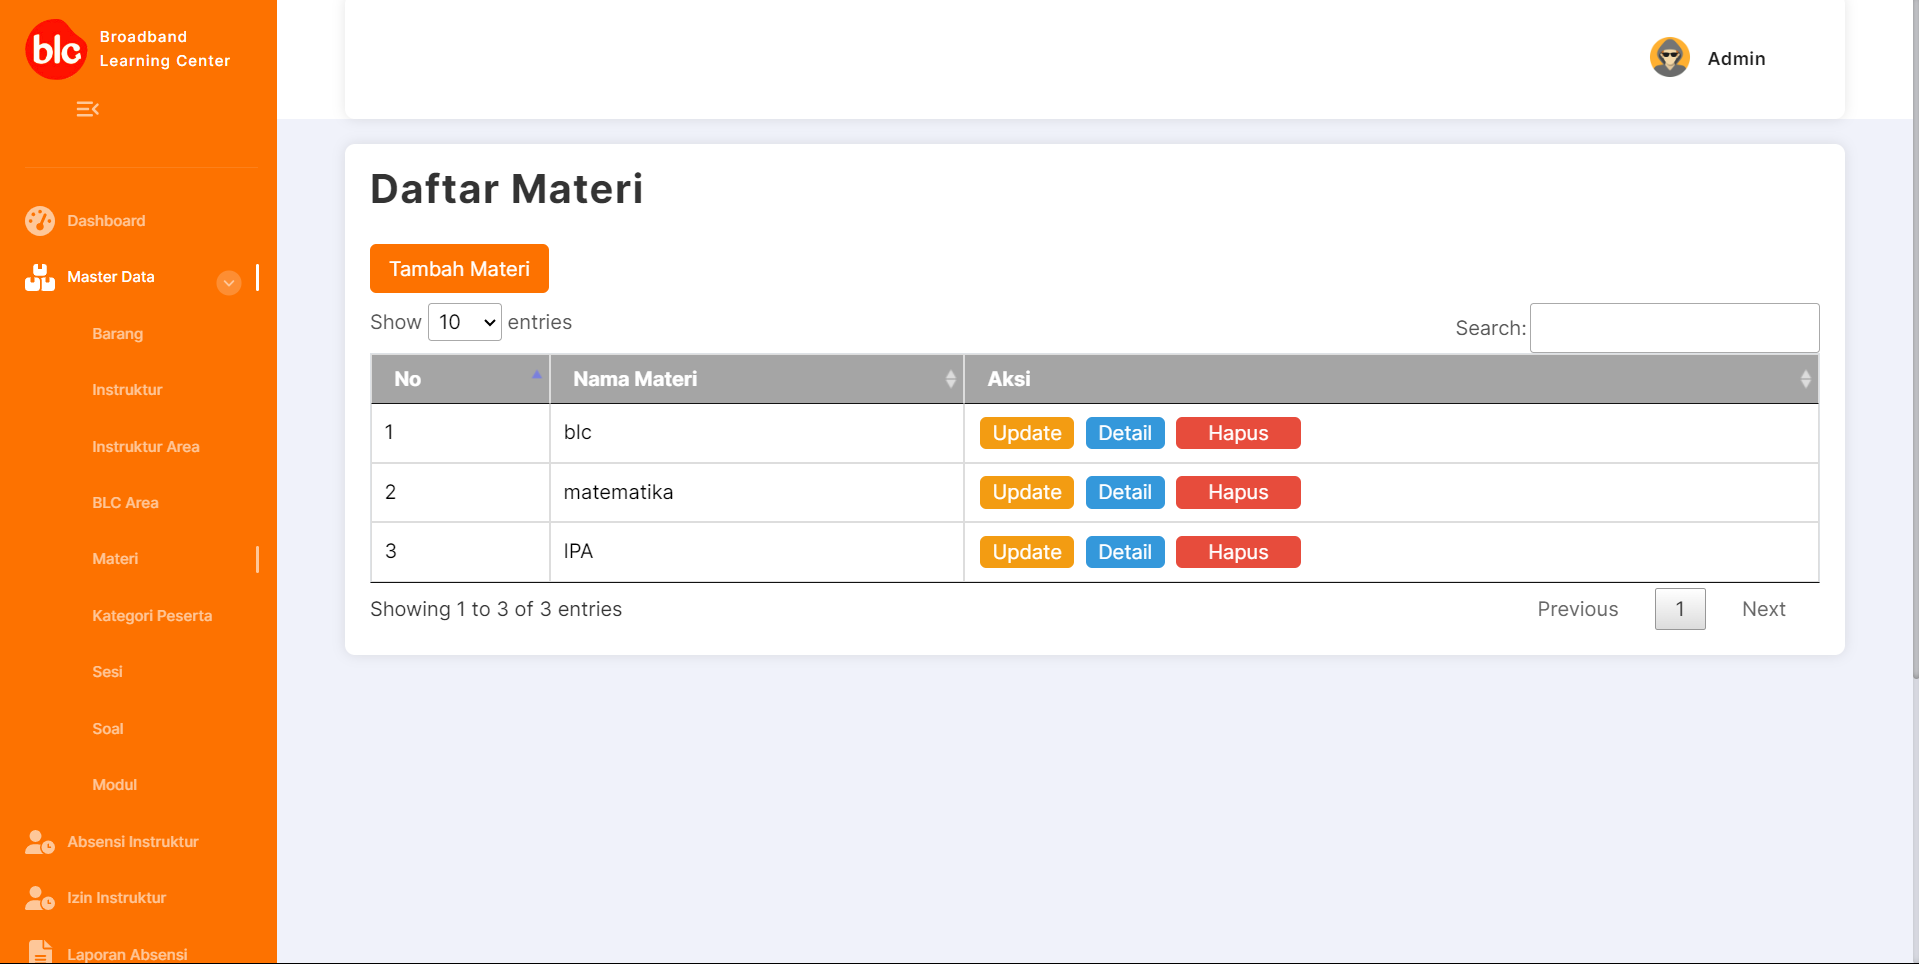 blc
Broadband
Learning Center
Dashboard
Master Data
Barang
Instruktur
Instruktur Area
BLC Area
Materi
Kategori Peserta
Sesi
Soal
Modul
Absensi Instruktur
Izin Instruktur
Laporan Absensi
Admin
Daftar Materi
Tambah Materi
Show 10 entries
Search:
No Nama Materi Aksi
1 blc Update Detail Hapus
2 matematika Update Detail Hapus
3 IPA Update Detail Hapus
Showing 1 to 3 of 3 entries
Previous 1 Next